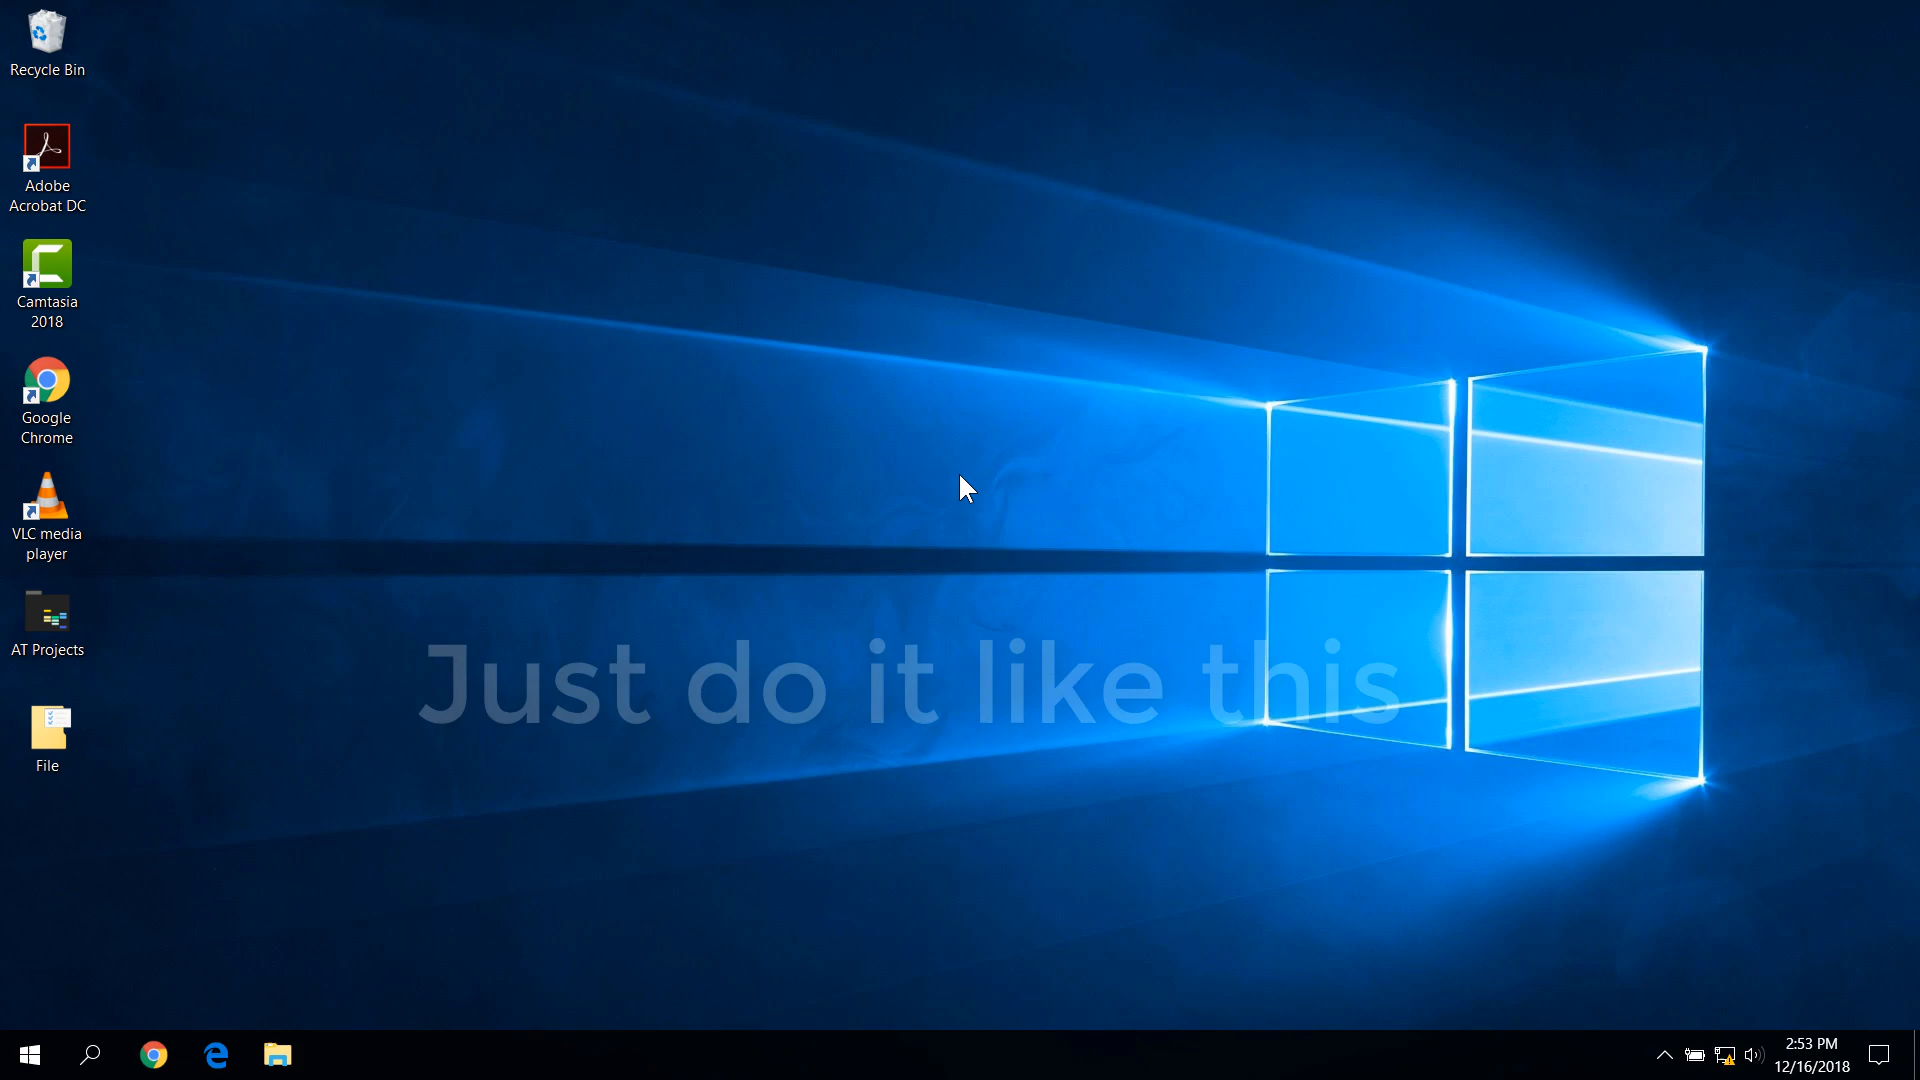 Recycle Bin
Adobe
Acrobat DC
Camtasia
2018
Google
Chrome
VLC media
player
AT Projects
File
Just do it like this
2:53 PM
12/16/2018